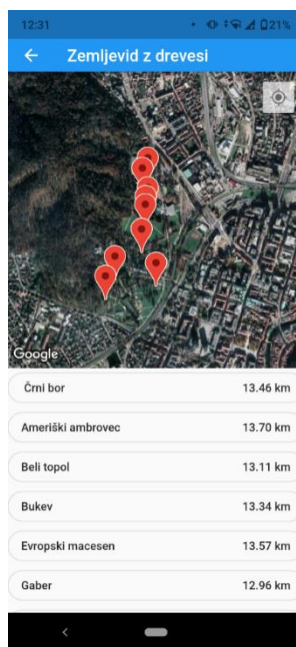 12:31
21%
Zemljevid z drevesi
Google
Črni bor 13.46 km
Ameriški ambrovec 13.70 km
Beli topol 13.11 km
Bukev 13.34 km
Evropski macesen 13.57 km
Gaber 12.96 km